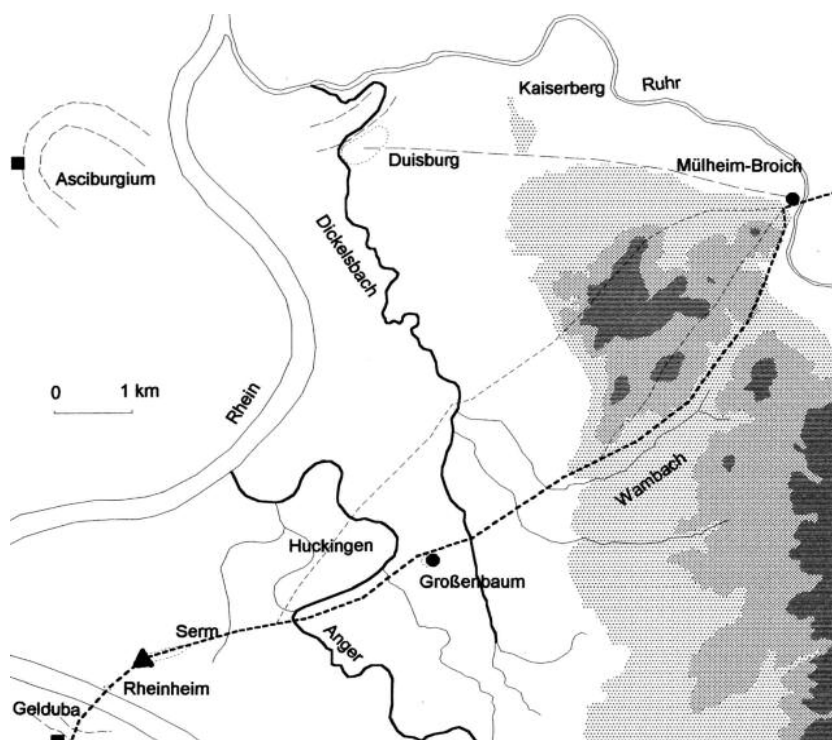 Kaiserberg
Ruhr
Asciburgium
Duisburg
Mülheim-Broich
Dickelsbach
0 1 km
Rhein
Wambach
Huckingen
Großenbaum
Serm
Anger
Rheinheim
Gelduba